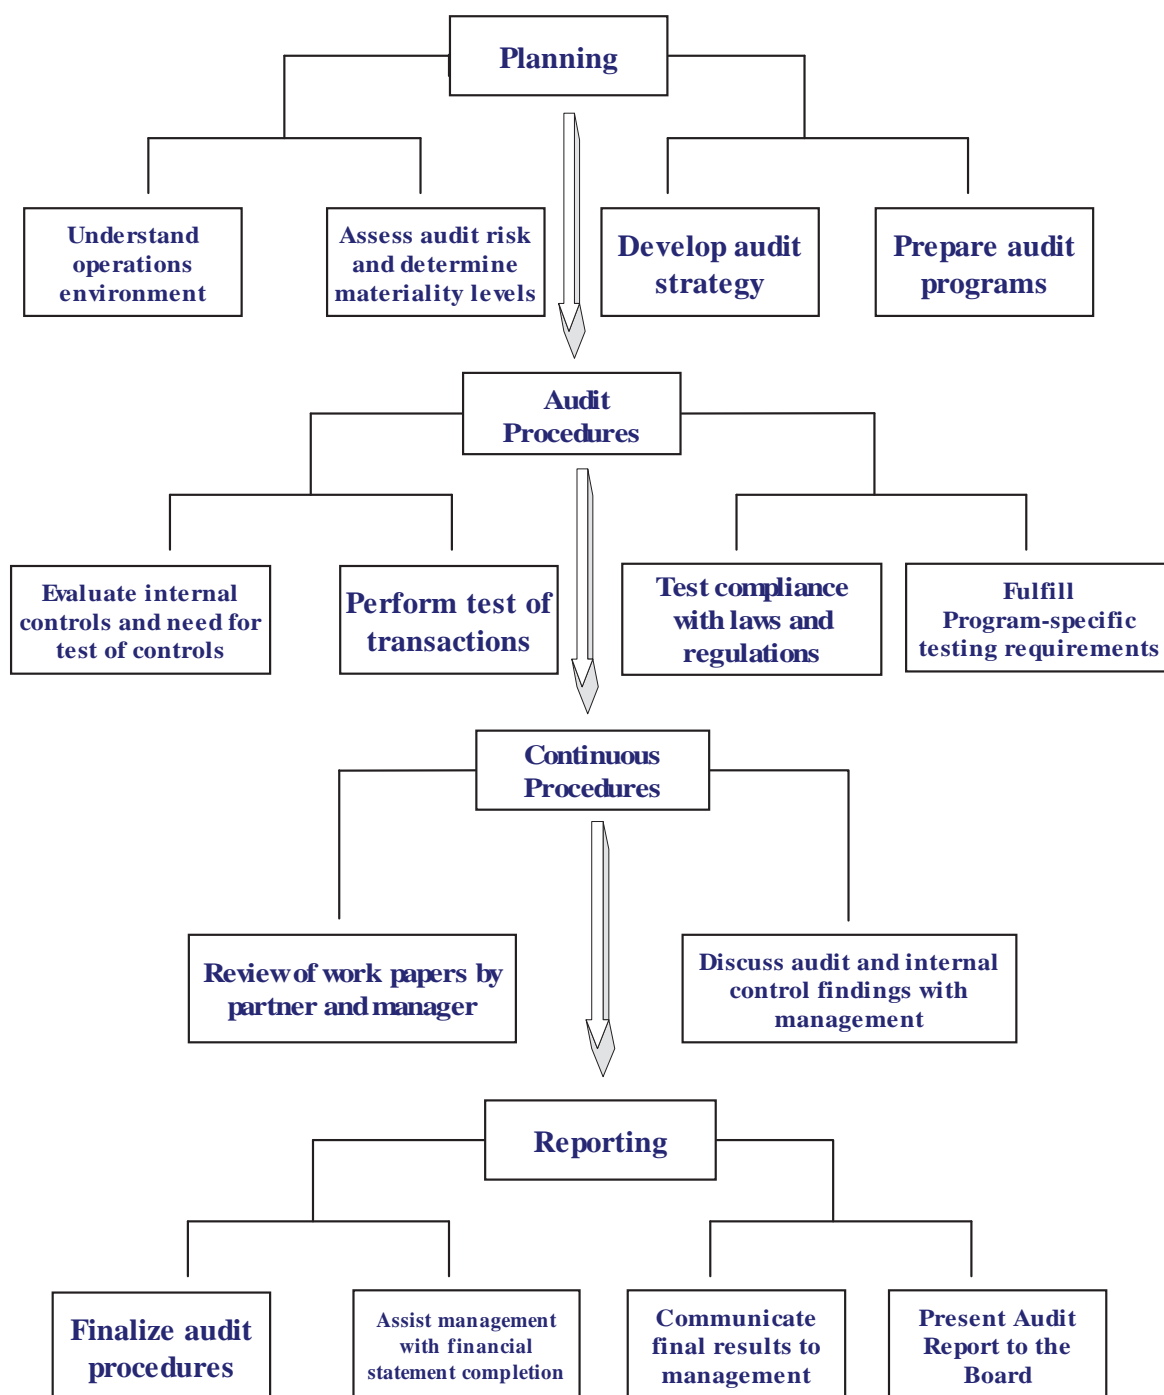 Planning
Understand
operations
environment
Assess audit risk
and determine
materiality levels
Develop audit
strategy
Prepare audit
programs
Audit
Procedures
Evaluate internal
controls and need for
test of controls
Perform test of
transactions
Test compliance
with laws and
regulations
Fulfill
Program-specific
testing requirements
Continuous
Procedures
Review of work papers by
partner and manager
Discuss audit and internal
control findings with
management
Reporting
Finalize audit
procedures
Assist management
with financial
statement completion
Communicate
final results to
management
Present Audit
Report to the
Board